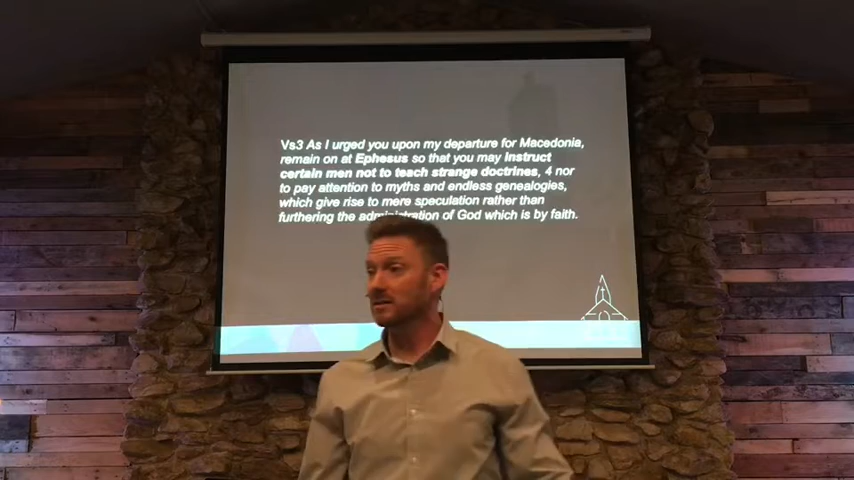 Vs3 As I urged you upon my departure for Macedonia,
remain on at Ephesus so that you may Instruct
certain men not to teach strange doctrines, 4 nor
to pay attention to myths and endless genealogies,
which give rise to mere speculation rather than
furthering the administration of God which is by faith.